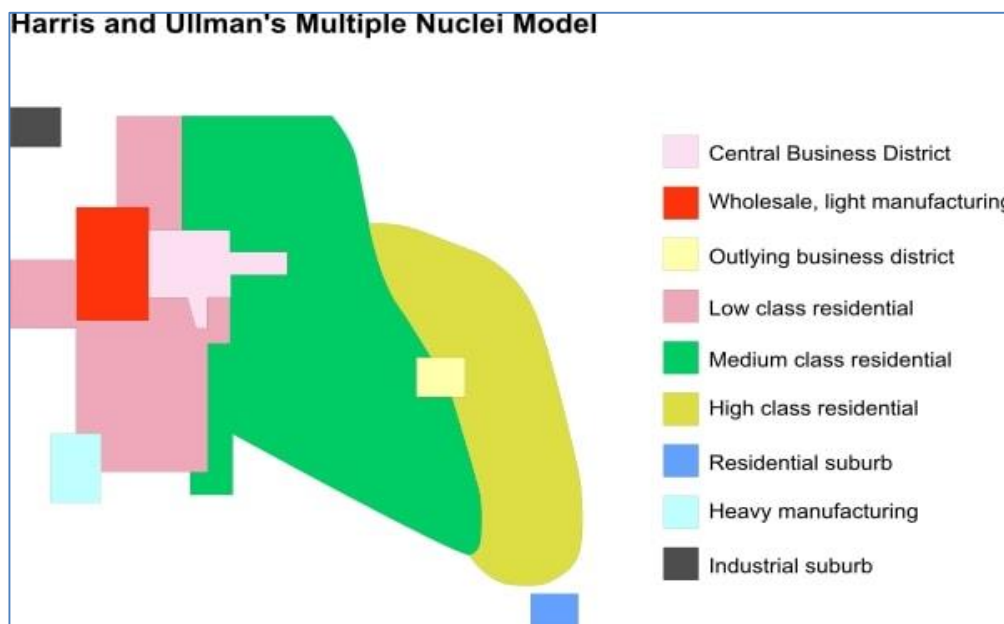 Harris and Ullman's Multiple Nuclei Model
Central Business District
Wholesale, light manufacturing
Outlying business district
Low class residential
Medium class residential
High class residential
Residential suburb
Heavy manufacturing
Industrial suburb